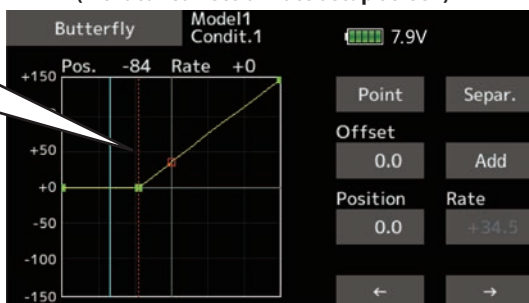 Butterfly
Model1
Condit.1
7.9V
Pos. -84 Rate +0
+150
+50
+0
-50
-100
-150
Point Separ.
Offset
0.0 Add
Position Rate
0.0 +34.5
← →